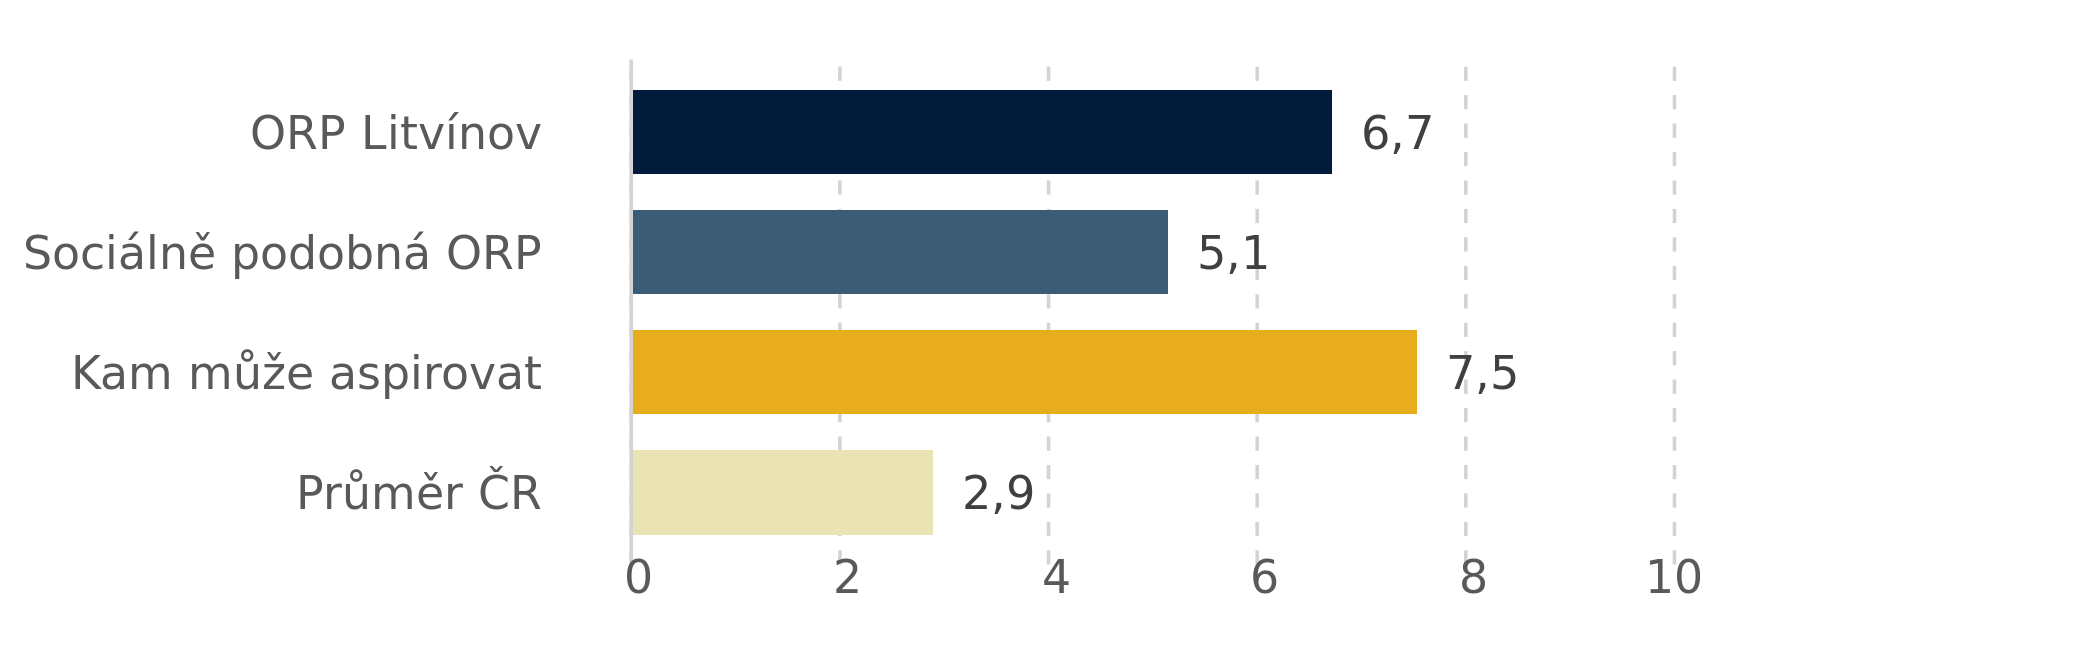 ORP Litvínov
6,7
Sociálně podobná ORP
5,1
Kam může aspirovat
7,5
Průměr ČR
2,9
0 2 4 6 8 10